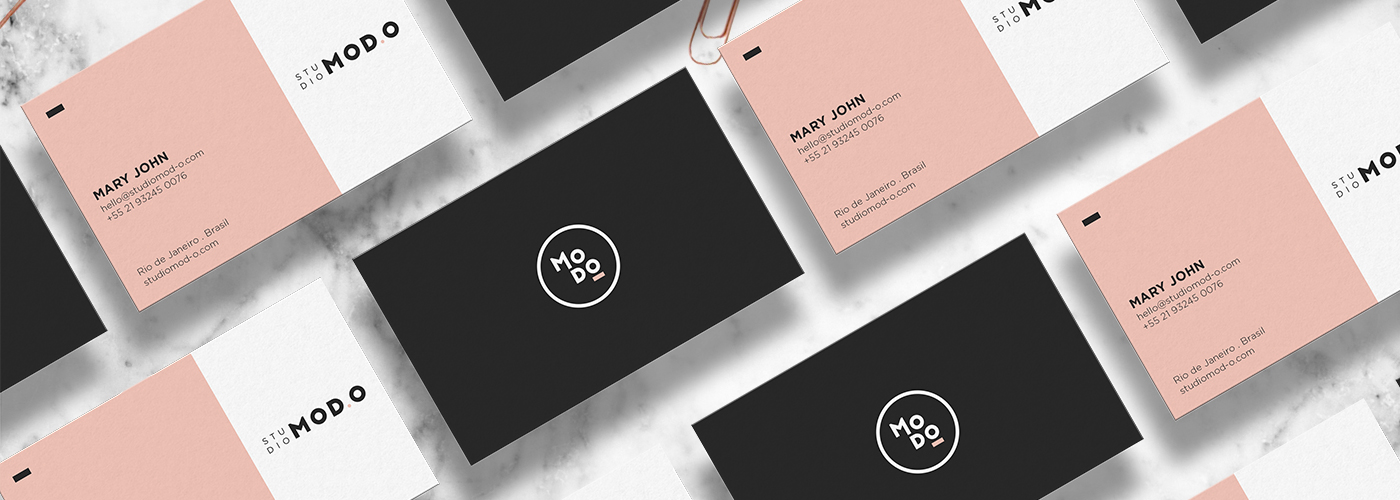 STU
DIO
MOD.O
MARY JOHN
hello@studiomod-o.com
+55 21 93245 0076
Rio de Janeiro . Brasil
studiomod-o.com
MO
DO
STU
DIO
MARY JOHN
hello@studiomod-o.com
+55 21 93245 0076
Rio de Janeiro . Brasil
studiomod-o.com
STU
DIO
MARY JOHN
hello@studiomod-o.com
+55 21 93245 0076
Rio de Janeiro . Brasil
studiomod-o.com
STU
DIO
MOD.O
MO
DO